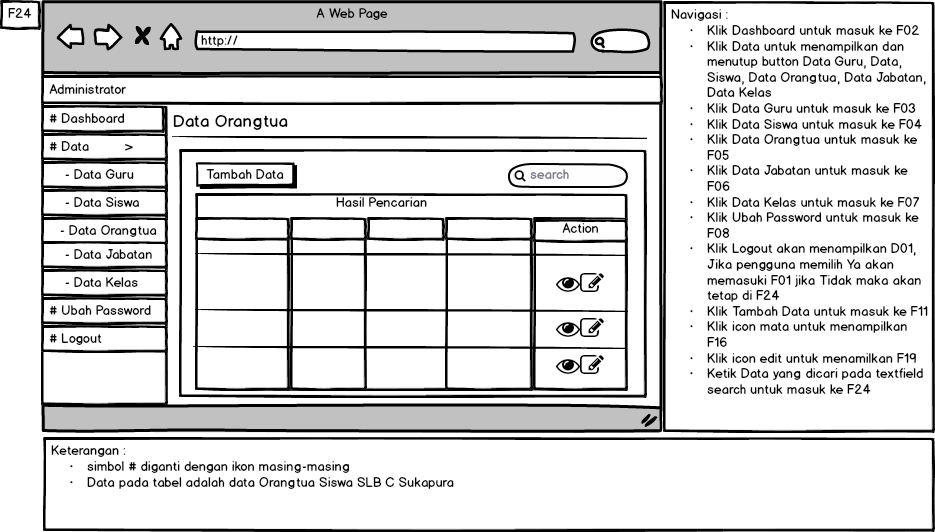 F24
A Web Page
http://
Administrator
# Dashboard
# Data >
- Data Guru
- Data Siswa
- Data Orangtua
- Data Jabatan
- Data Kelas
# Ubah Password
# Logout
Data Orangtua
Tambah Data
search
Hasil Pencarian
Action
Navigasi :
· Klik Dashboard untuk masuk ke F02
· Klik Data untuk menampilkan dan
menutup button Data Guru, Data,
Siswa, Data Orangtua, Data Jabatan,
Data Kelas
· Klik Data Guru untuk masuk ke F03
· Klik Data Siswa untuk masuk ke F04
· Klik Data Orangtua untuk masuk ke
F05
· Klik Data Jabatan untuk masuk ke
F06
· Klik Data Kelas untuk masuk ke F07
· Klik Ubah Password untuk masuk ke
F08
· Klik Logout akan menampilkan D01,
Jika pengguna memilih Ya akan
memasuki F01 jika Tidak maka akan
tetap di F24
· Klik Tambah Data untuk masuk ke F11
· Klik icon mata untuk menampilkan
F16
· Klik icon edit untuk menamilkan F19
· Ketik Data yang dicari pada textfield
search untuk masuk ke F24
Keterangan :
· simbol # diganti dengan ikon masing-masing
· Data pada tabel adalah data Orangtua Siswa SLB C Sukapura